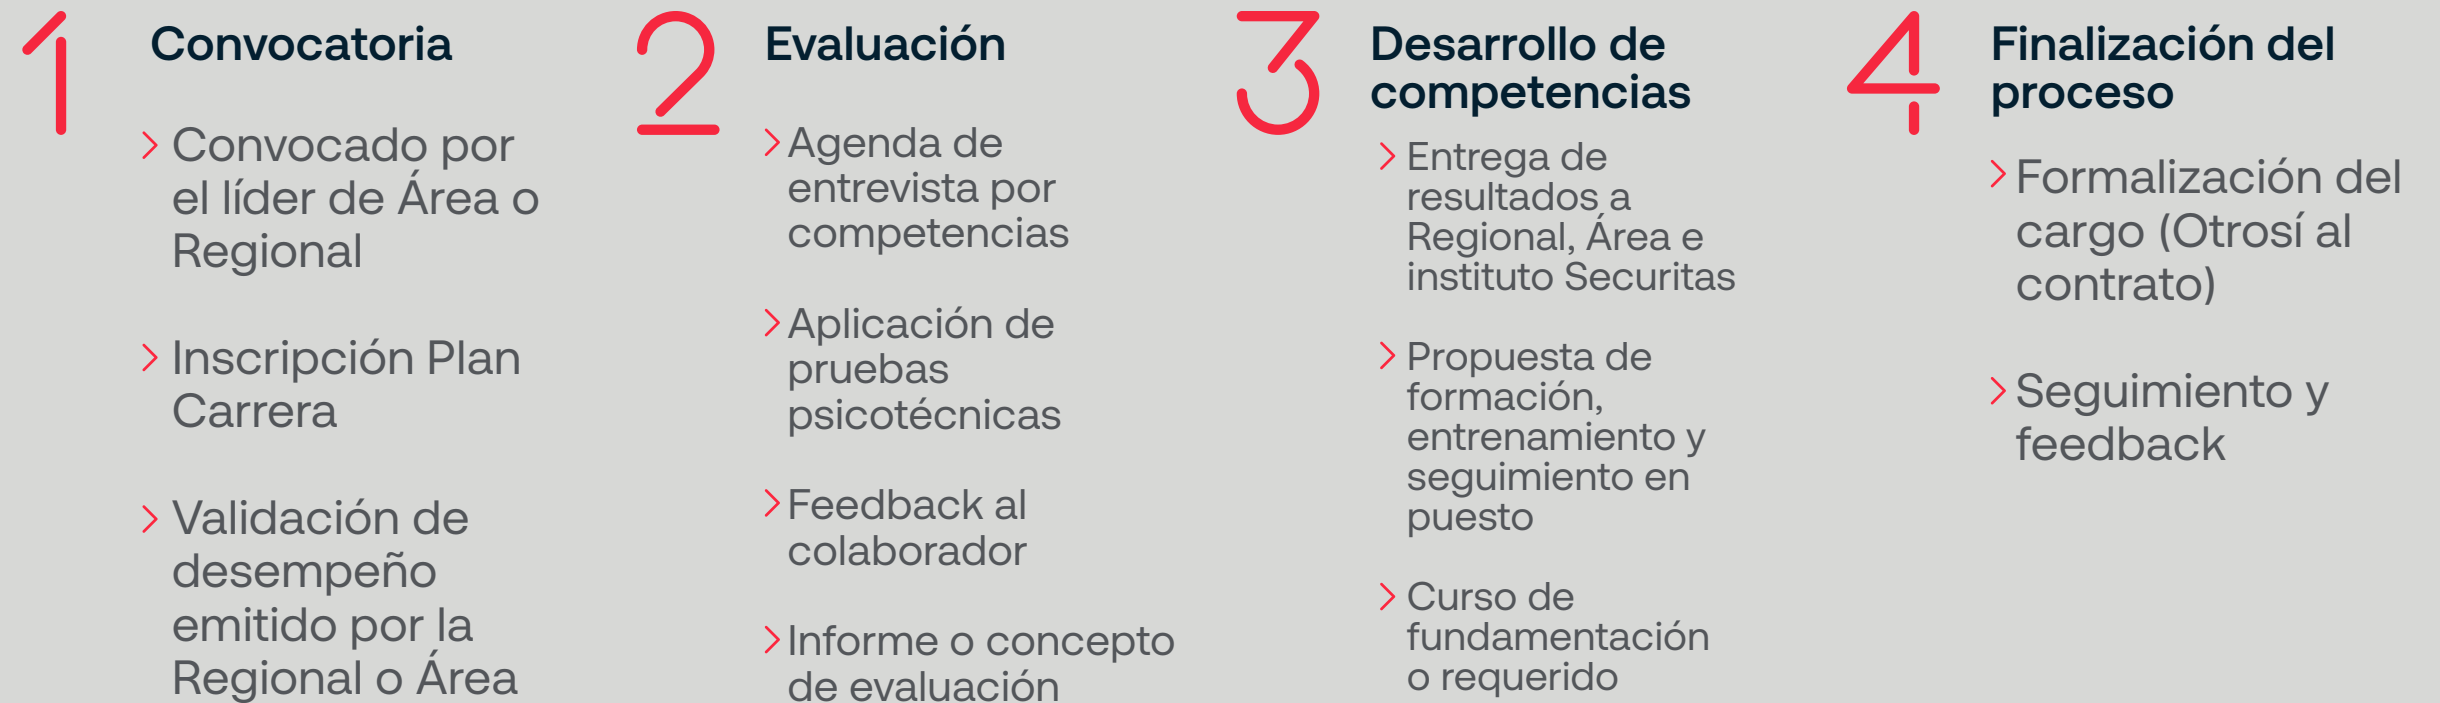 1
Convocatoria
Convocado por
el líder de Área o
Regional
Inscripción Plan
Carrera
Validación de
desempeño
emitido por la
Regional o Área
2
Evaluación
Agenda de
entrevista por
competencias
Aplicación de
pruebas
psicotécnicas
Feedback al
colaborador
Informe o concepto
de evaluación
3
Desarrollo de
competencias
Entrega de
resultados a
Regional, Área e
instituto Securitas
Propuesta de
formación,
entrenamiento y
seguimiento en
puesto
Curso de
fundamentación
o requerido
4
Finalización del
proceso
Formalización del
cargo (Otrosí al
contrato)
Seguimiento y
feedback